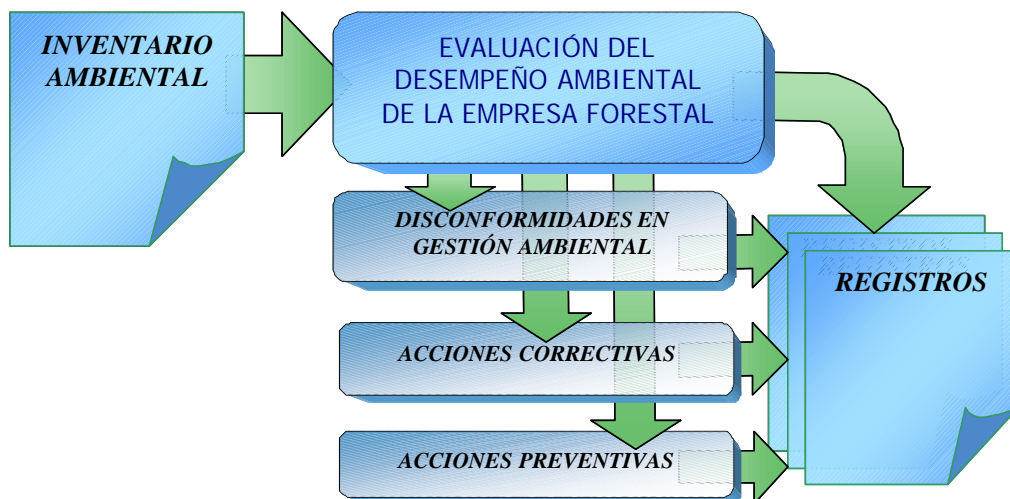 INVENTARIO
AMBIENTAL
EVALUACIÓN DEL
DESEMPEÑO AMBIENTAL
DE LA EMPRESA FORESTAL
DISCONFORMIDADES EN
GESTIÓN AMBIENTAL
ACCIONES CORRECTIVAS
ACCIONES PREVENTIVAS
REGISTROS